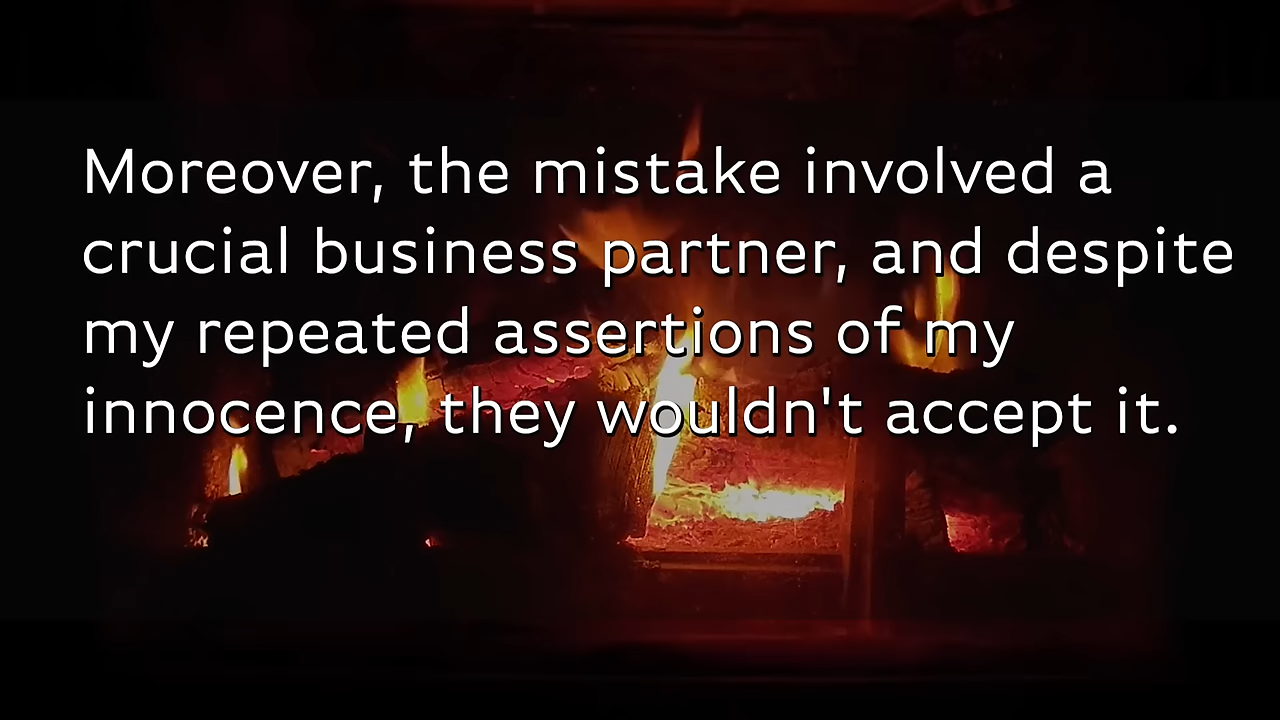 Moreover, the mistake involved a
crucial business partner, and despite
my repeated assertions of my
innocence, they wouldn't accept it.